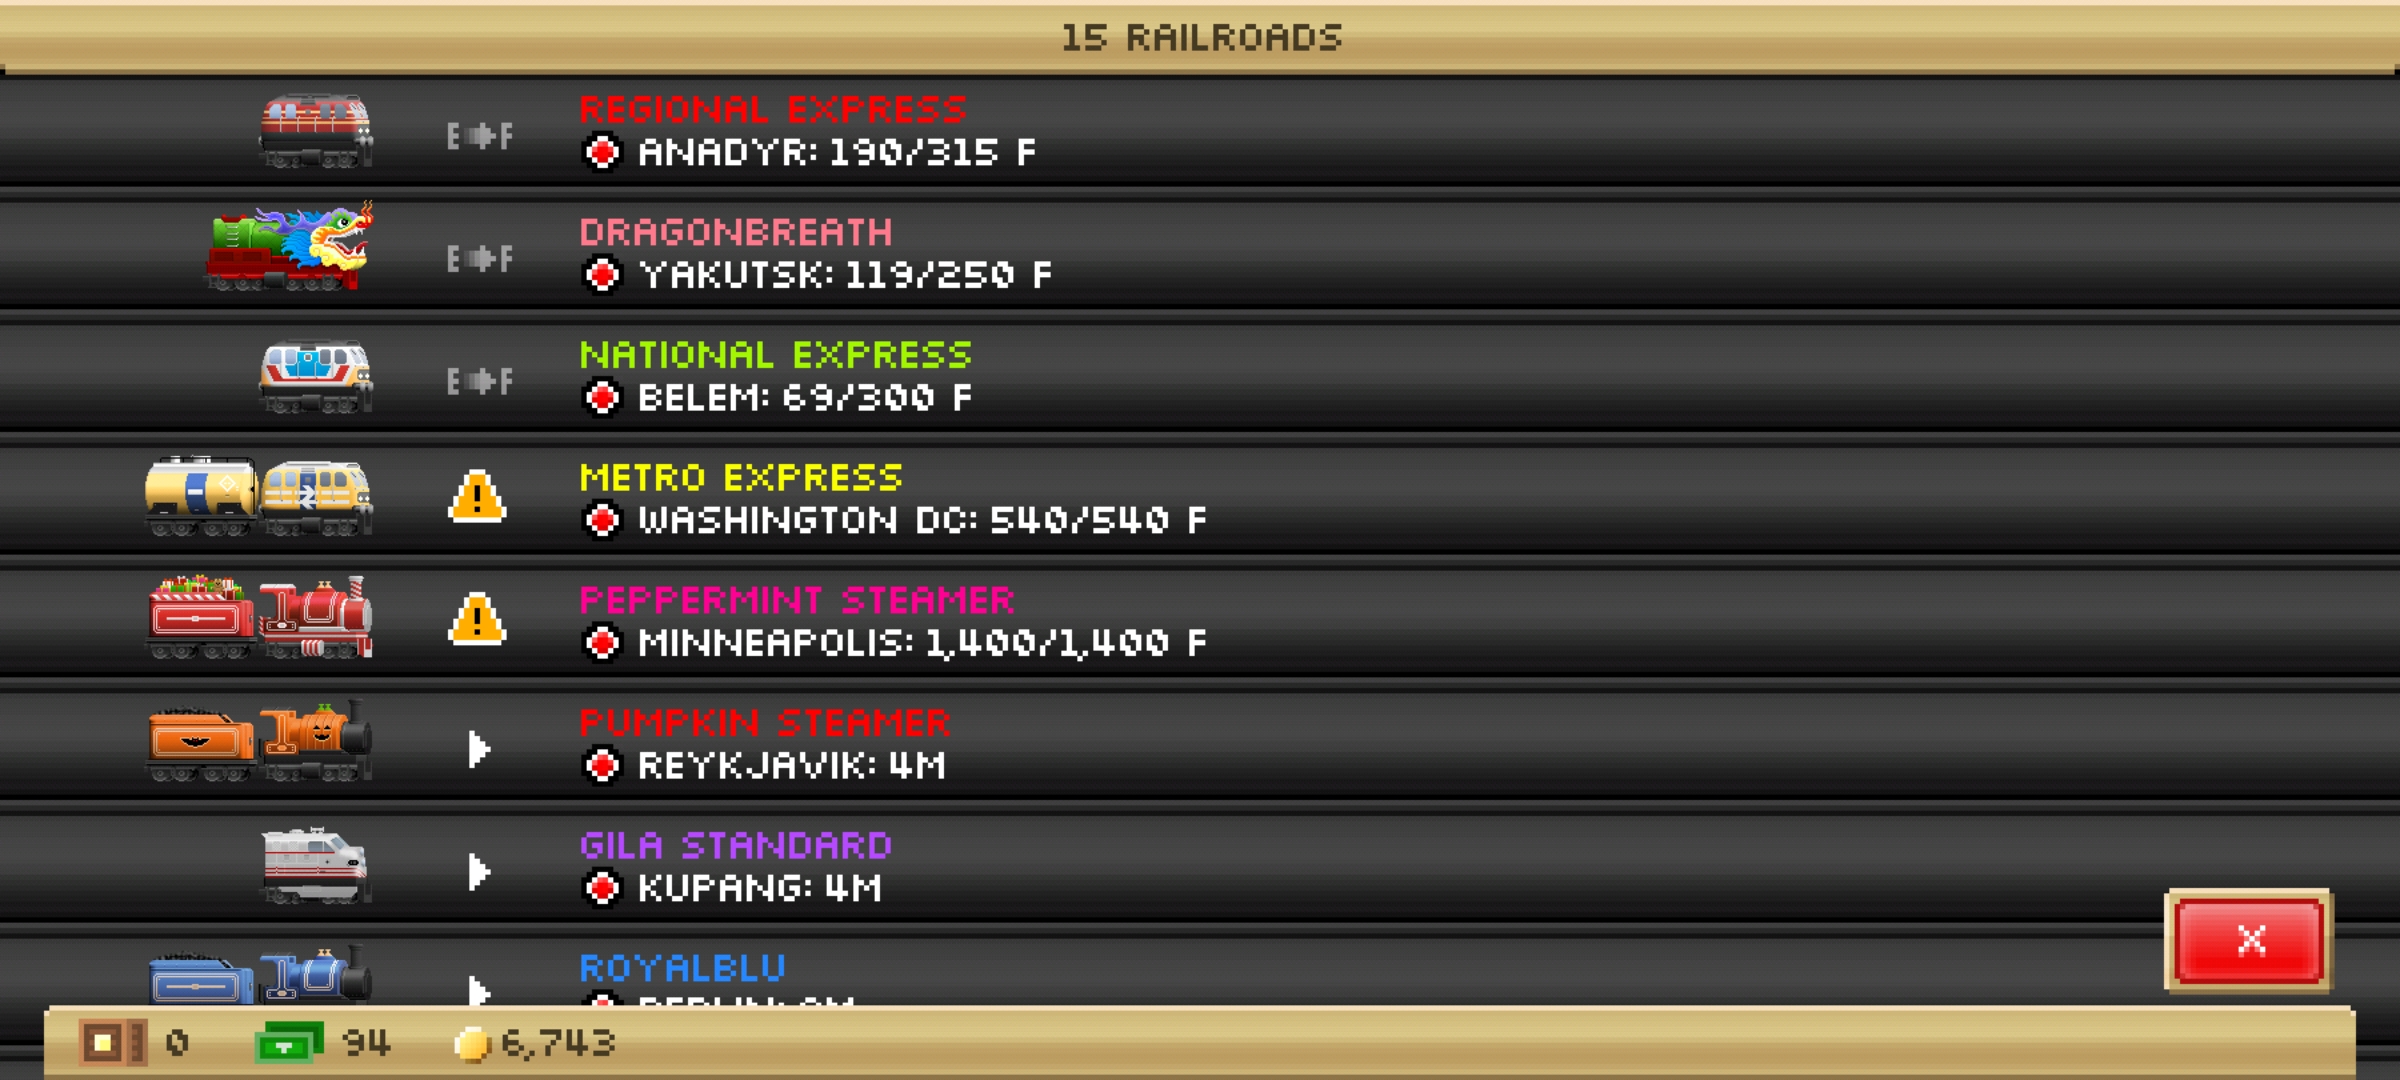 15 RAILROADS
REGIONAL EXPRESS
E F
ANADYR: 190/315 F
DRAGONBREATH
E F
YAKUTSK: 119/250 F
NATIONAL EXPRESS
E F
BELEM: 69/300 F
METRO EXPRESS
WASHINGTON DC: 540/540 F
PEPPERMINT STEAMER
MINNEAPOLIS: 1,400/1,400 F
PUMPKIN STEAMER
REYKJAVIK: 4M
GILA STANDARD
KUPANG: 4M
ROYALBLU
X
0 94 6,743